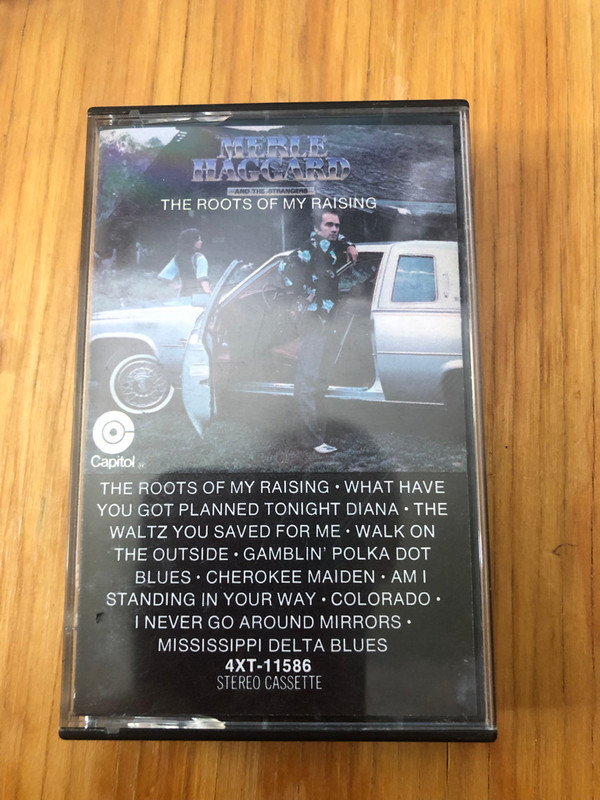 MERLE
HAGGARD
AND THE STRANGERS
THE ROOTS OF MY RAISING
Capitol
THE ROOTS OF MY RAISING • WHAT HAVE
YOU GOT PLANNED TONIGHT DIANA • THE
WALTZ YOU SAVED FOR ME • WALK ON
THE OUTSIDE • GAMBLIN' POLKA DOT
BLUES • CHEROKEE MAIDEN • AM I
STANDING IN YOUR WAY • COLORADO •
I NEVER GO AROUND MIRRORS •
MISSISSIPPI DELTA BLUES
4XT-11586
STEREO CASSETTE